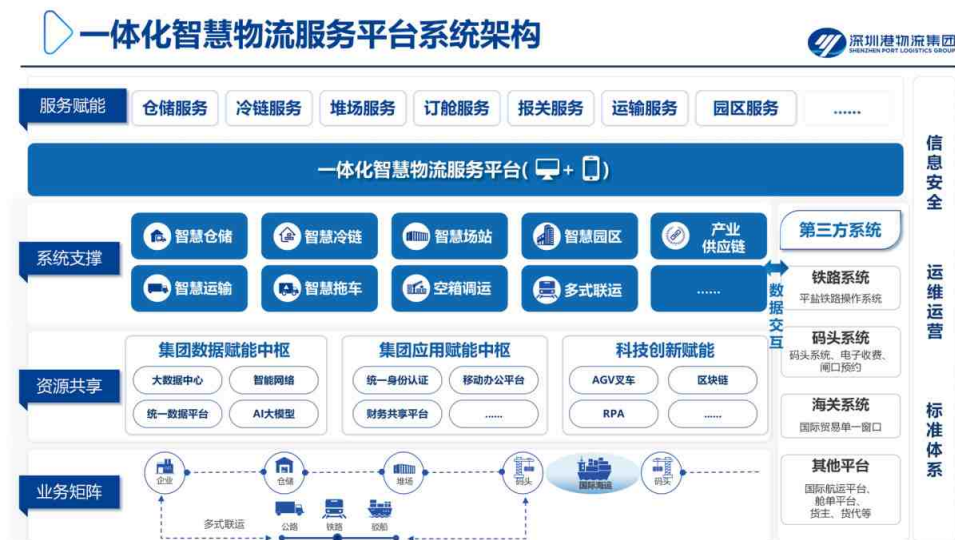 一体化智慧物流服务平台系统架构
深圳港物流集团
SHENZHEN PORT LOGISTICS GROUP
服务赋能
仓储服务
冷链服务
堆场服务
订舱服务
报关服务
运输服务
园区服务
......
一体化智慧物流服务平台( + )
系统支撑
智慧仓储
智慧冷链
智慧场站
智慧园区
产业
供应链
智慧运输
智慧拖车
空箱调运
多式联运
......
数据交互
第三方系统
铁路系统
平盐铁路操作系统
码头系统
码头系统、电子收费、
闸口预约
海关系统
国际贸易单一窗口
其他平台
国际航运平台、
舱单平台、
货主、货代等
资源共享
集团数据赋能中枢
大数据中心
智能网络
统一数据平台
AI大模型
集团应用赋能中枢
统一身份认证
移动办公平台
财务共享平台
......
科技创新赋能
AGV叉车
区块链
RPA
......
业务矩阵
企业
仓储
堆场
码头
国际海运
码头
多式联运
公路
铁路
驳船
信息安全
运维运营
标准体系